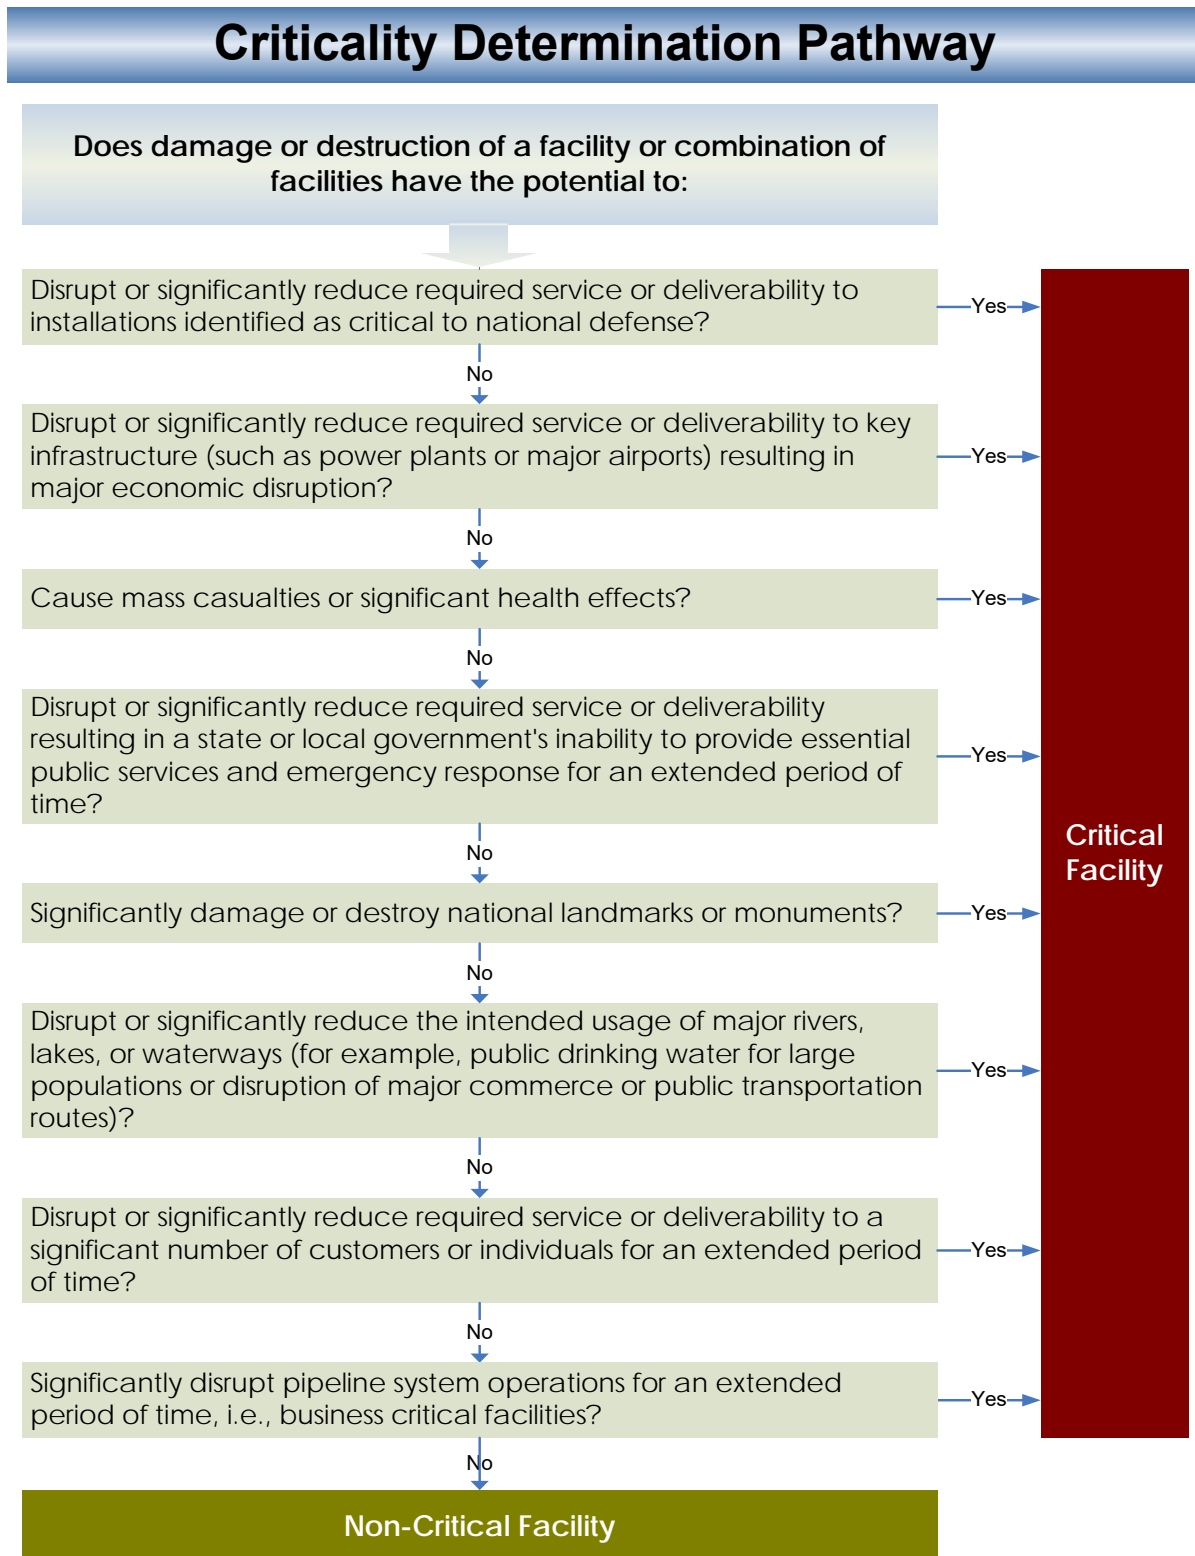 Criticality Determination Pathway
Does damage or destruction of a facility or combination of
facilities have the potential to:
Disrupt or significantly reduce required service or deliverability to
installations identified as critical to national defense?
Yes
No
Disrupt or significantly reduce required service or deliverability to key
infrastructure (such as power plants or major airports) resulting in
major economic disruption?
Yes
No
Cause mass casualties or significant health effects?
Yes
No
Disrupt or significantly reduce required service or deliverability
resulting in a state or local government's inability to provide essential
public services and emergency response for an extended period of
time?
Yes
No
Significantly damage or destroy national landmarks or monuments?
Yes
No
Disrupt or significantly reduce the intended usage of major rivers,
lakes, or waterways (for example, public drinking water for large
populations or disruption of major commerce or public transportation
routes)?
Yes
No
Disrupt or significantly reduce required service or deliverability to a
significant number of customers or individuals for an extended period
of time?
Yes
No
Significantly disrupt pipeline system operations for an extended
period of time, i.e., business critical facilities?
Yes
No
Critical
Facility
Non-Critical Facility